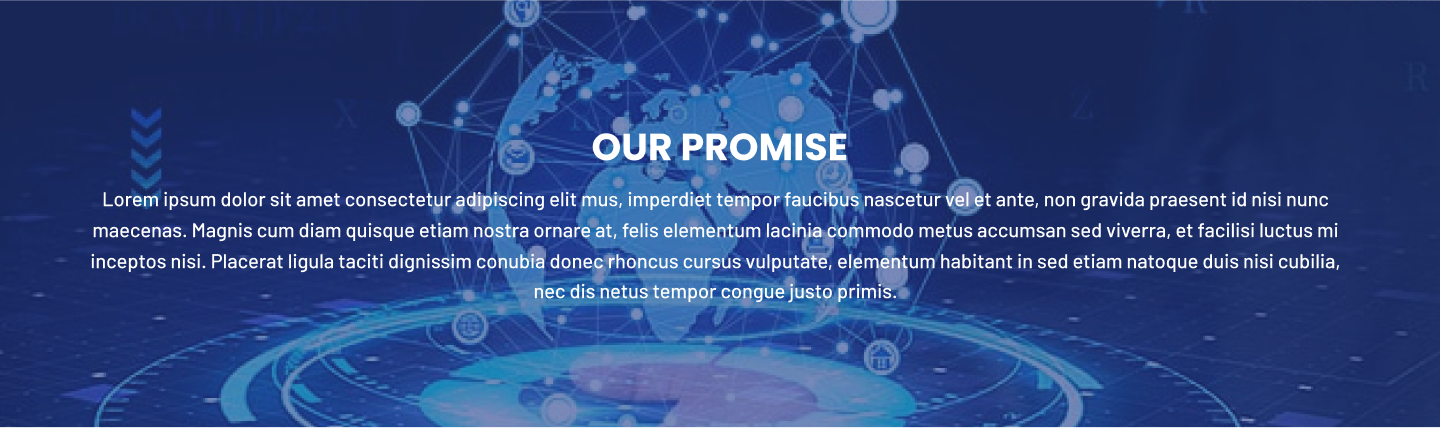 OUR PROMISE
Lorem ipsum dolor sit amet consectetur adipiscing elit mus, imperdiet tempor faucibus nascetur vel et ante, non gravida praesent id nisi nunc
maecenas. Magnis cum diam quisque etiam nostra ornare at, felis elementum lacinia commodo metus accumsan sed viverra, et facilisi luctus mi
inceptos nisi. Placerat ligula taciti dignissim conubia donec rhoncus cursus vulputate, elementum habitant in sed etiam natoque duis nisi cubilia,
nec dis netus tempor congue justo primis.